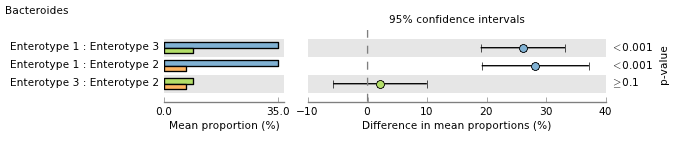 Bacteroides
95% confidence intervals
Enterotype 1 : Enterotype 3
<0.001
Enterotype 1 : Enterotype 2
<0.001
Enterotype 3 : Enterotype 2
≥0.1
p-value
0.0 35.0 −10 0 10 20 30 40
Mean proportion (%) Difference in mean proportions (%)